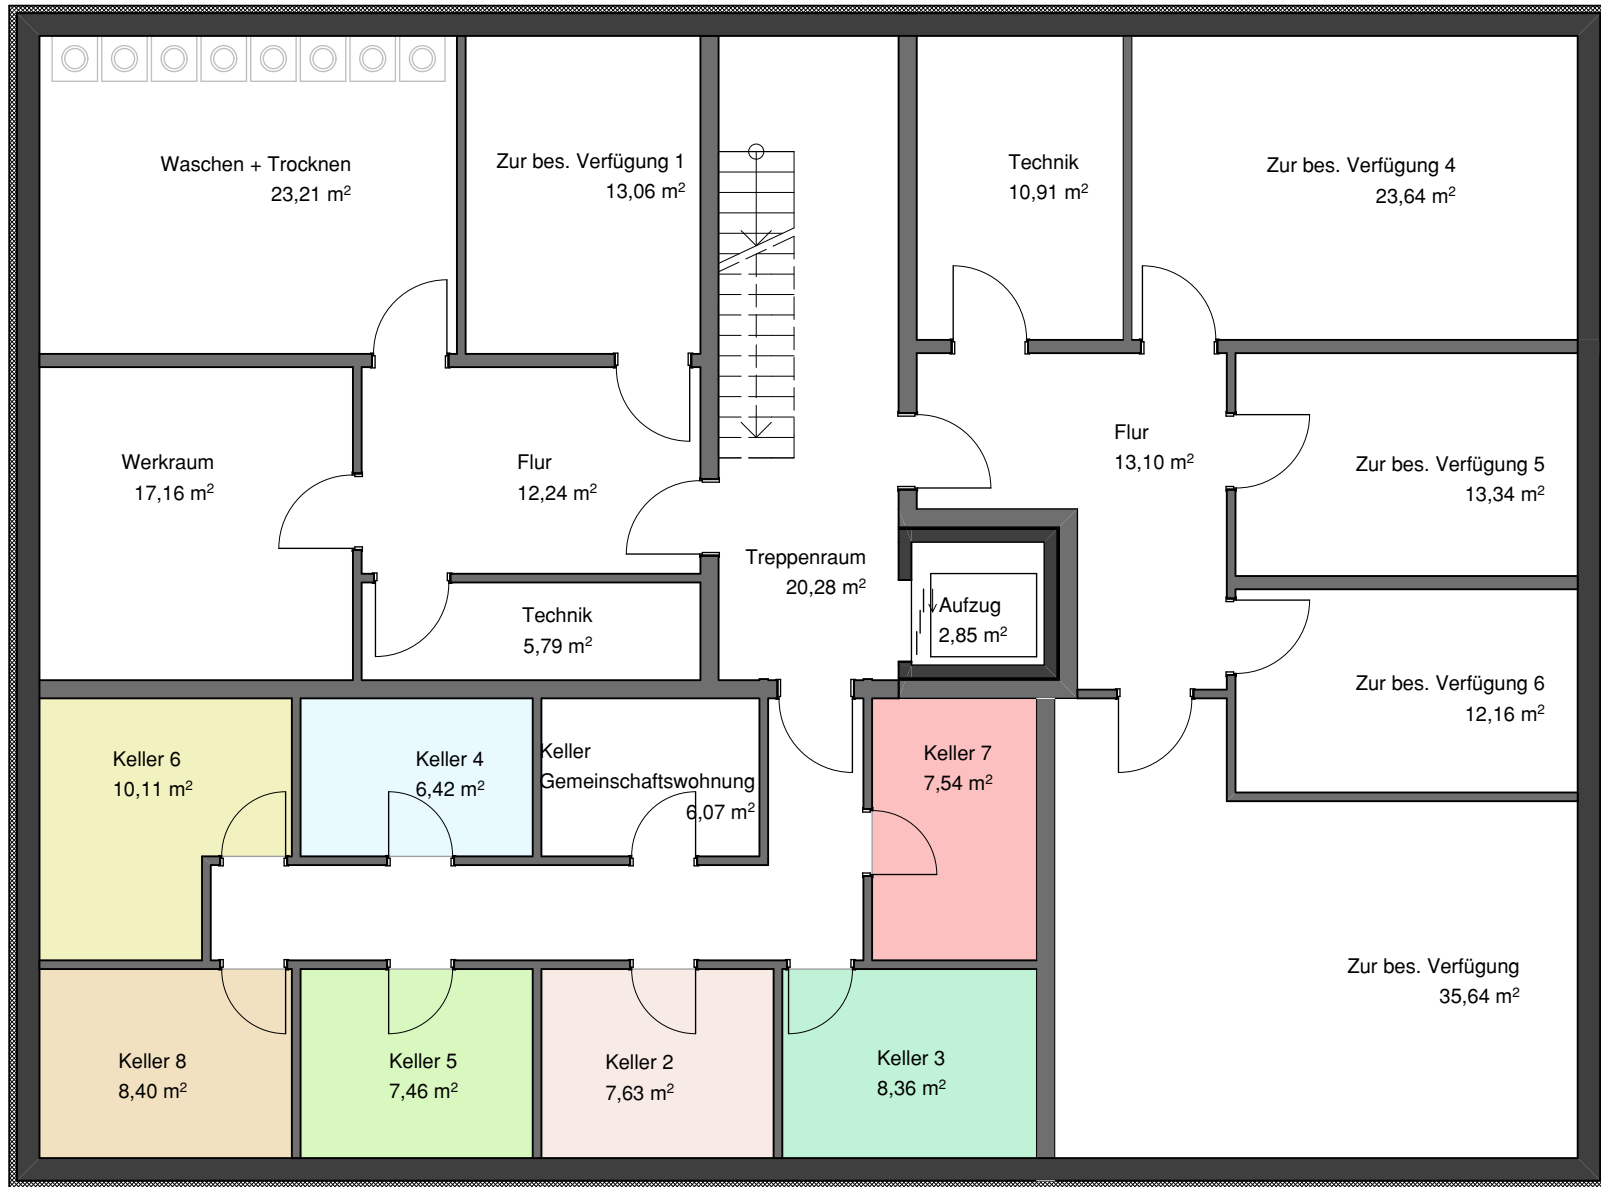 Waschen + Trocknen
23,21 m²
Zur bes. Verfügung 1
13,06 m²
Technik
10,91 m²
Zur bes. Verfügung 4
23,64 m²
Werkraum
17,16 m²
Flur
12,24 m²
Flur
13,10 m²
Zur bes. Verfügung 5
13,34 m²
Treppenraum
20,28 m²
Technik
5,79 m²
Aufzug
2,85 m²
Zur bes. Verfügung 6
12,16 m²
Keller 6
10,11 m²
Keller 4
6,42 m²
Keller
Gemeinschaftswohnung
6,07 m²
Keller 7
7,54 m²
Zur bes. Verfügung
35,64 m²
Keller 8
8,40 m²
Keller 5
7,46 m²
Keller 2
7,63 m²
Keller 3
8,36 m²